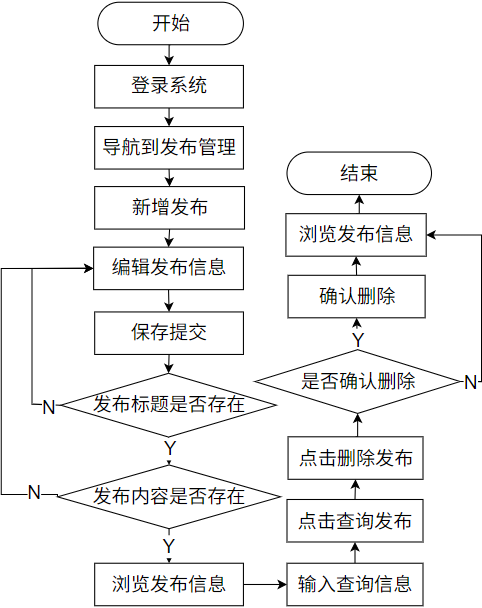 开始
登录系统
导航到发布管理
新增发布
编辑发布信息
保存提交
发布标题是否存在
N
Y
发布内容是否存在
N
Y
浏览发布信息
输入查询信息
点击查询发布
点击删除发布
是否确认删除
N
Y
确认删除
浏览发布信息
结束